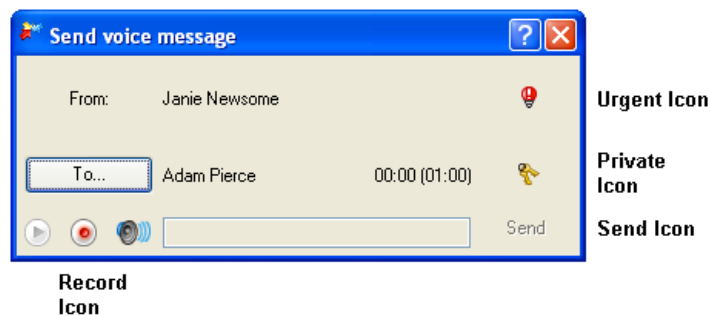 Send voice message
From: Janie Newsome
Urgent Icon
To... Adam Pierce 00:00 (01:00)
Private
Icon
Send
Send Icon
Record
Icon